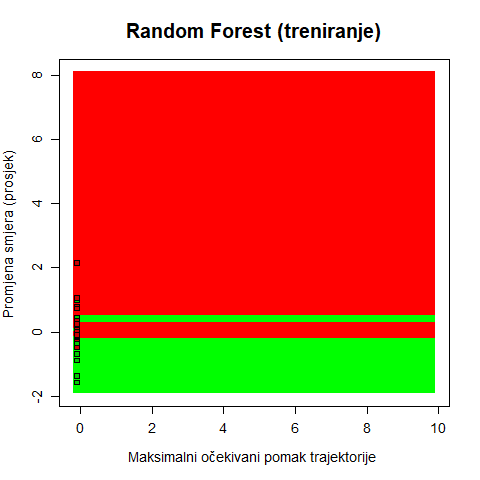 Random Forest (treniranje)
Promjena smjera (prosjek)
8
6
4
2
0
-2
0 2 4 6 8 10
Maksimalni očekivani pomak trajektorije